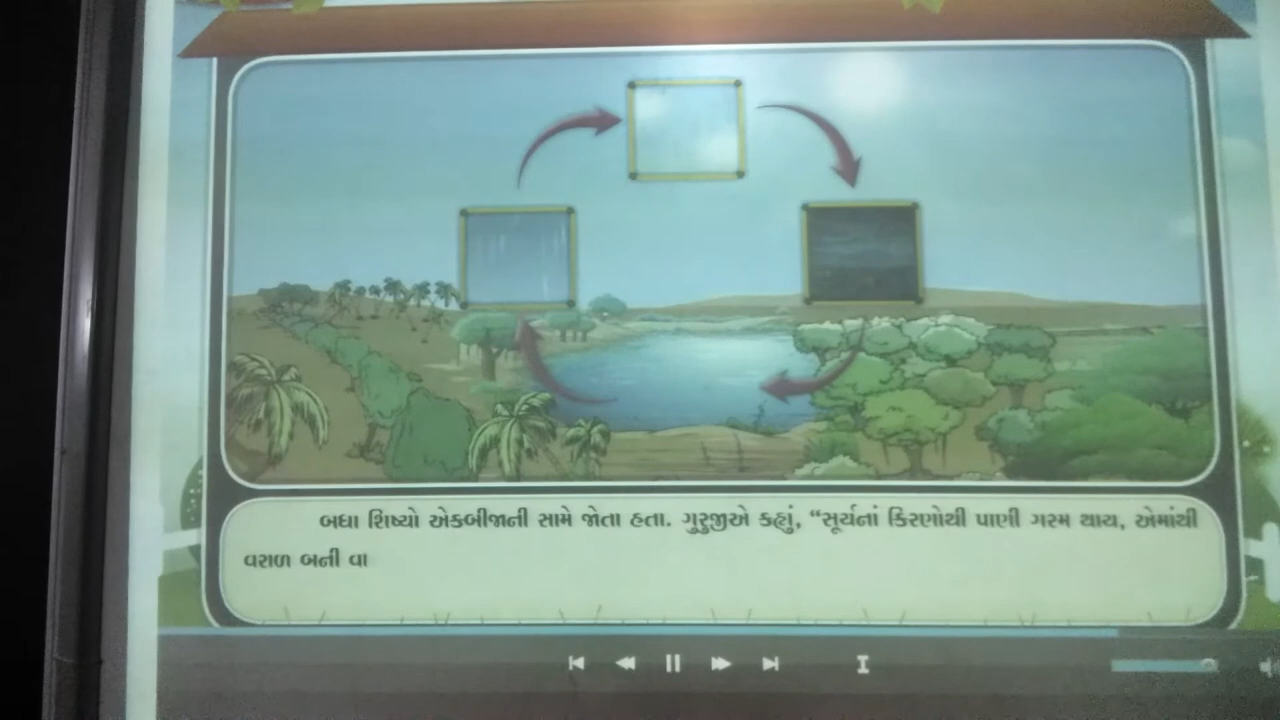 બધા શિષ્યો એકબીજાની સામે જોતા હતા. ગુરુજીએ કહ્યું, “સૂર્યનાં કિરણોથી પાણી ગરમ થાય, એમાંથી
વરાળ બની વા